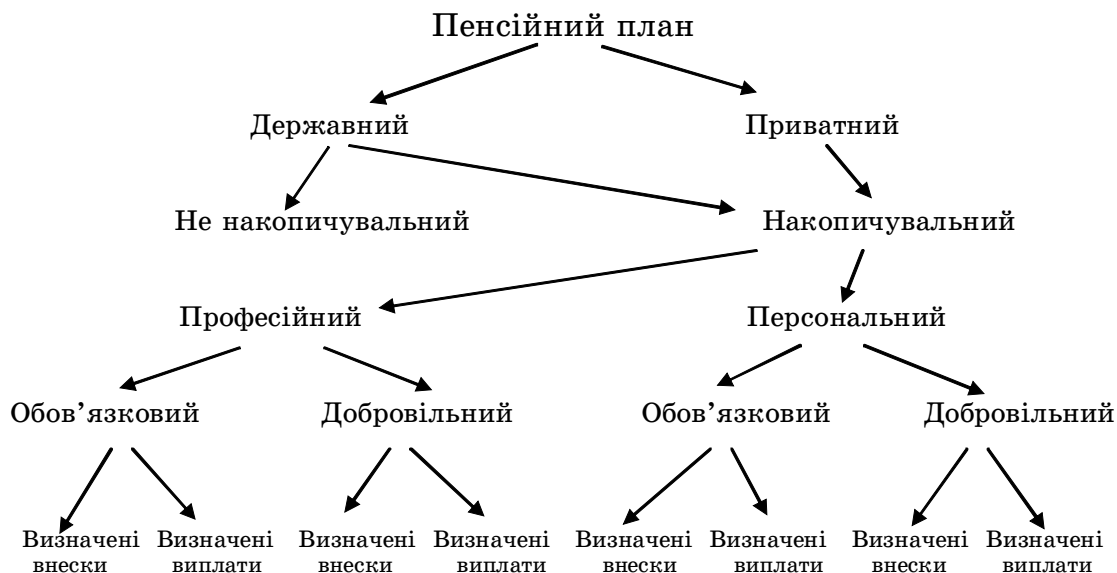 Пенсійний план
Державний Приватний
Не накопичувальний Накопичувальний
Професійний Персональний
Обов’язковий Добровільний Обов’язковий Добровільний
Визначені Визначені Визначені Визначені Визначені Визначені Визначені Визначені
внески виплати внески виплати внески виплати внески виплати